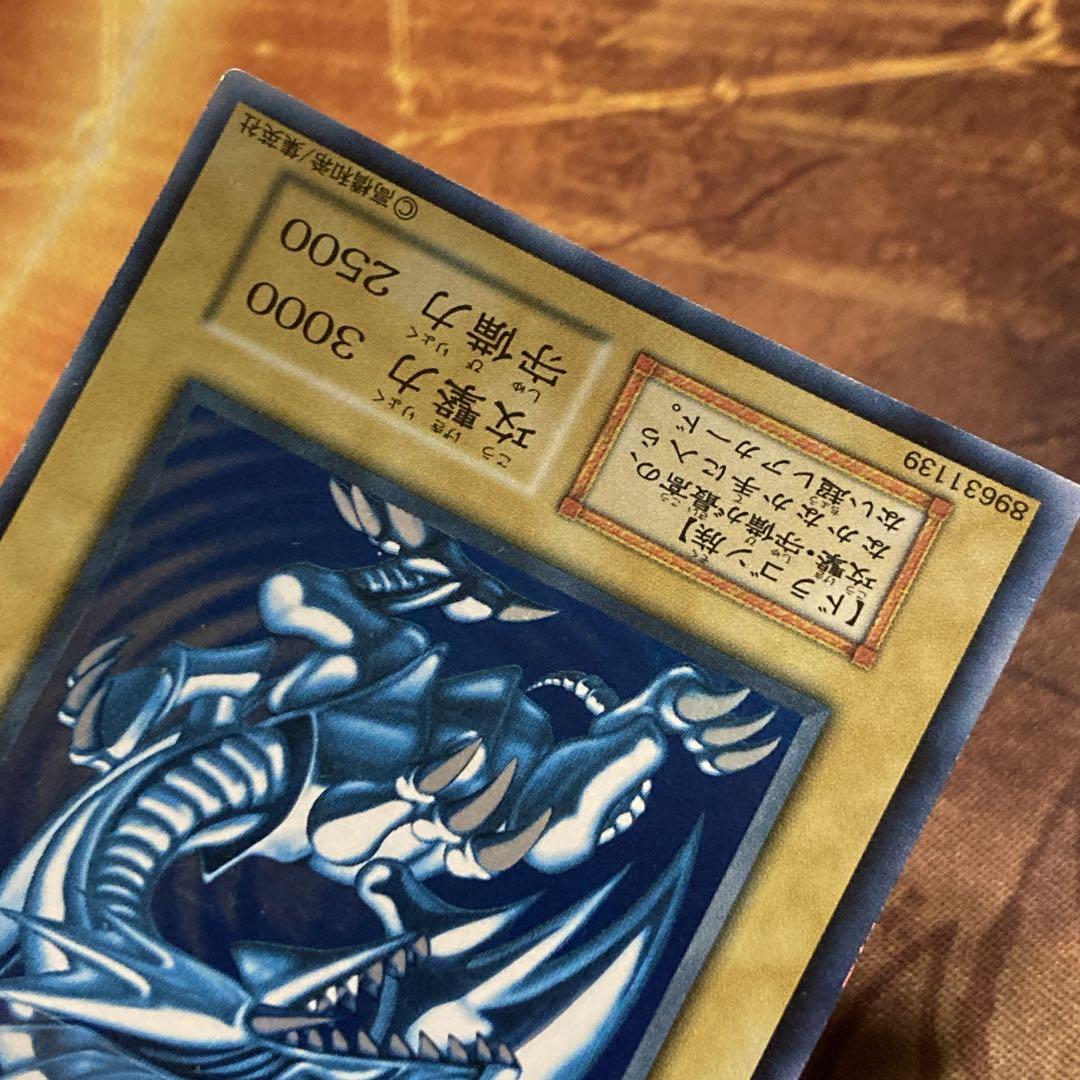 攻撃力 3000
守備力 2500
【ドラゴン族】
攻撃・守備が最高の、
なかなか手に入ら
ない超レアカード。
89631139
©高橋和希/集英社